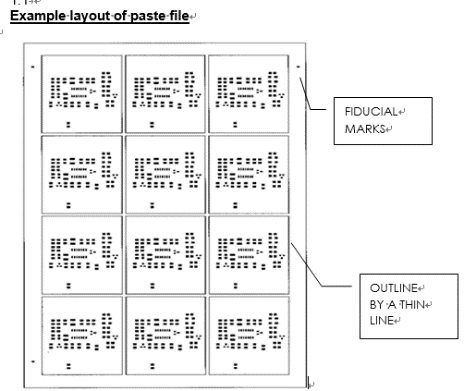 Example layout of paste file
FIDUCIAL
MARKS
OUTLINE
BY A THIN
LINE